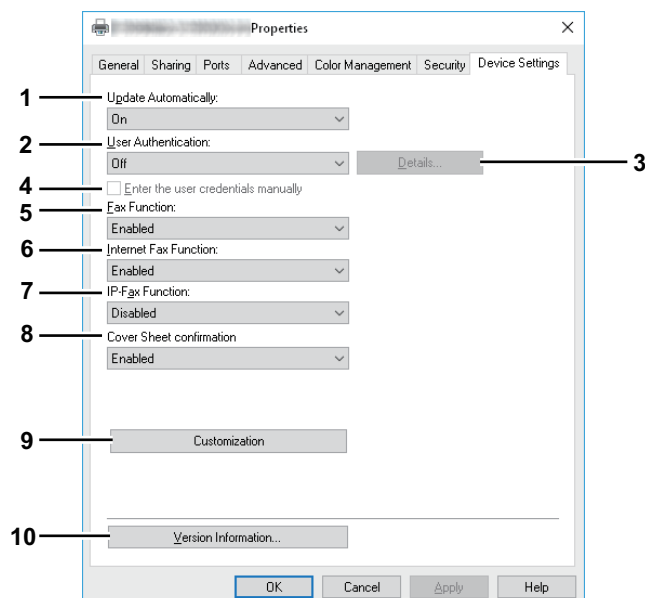 Properties
General Sharing Ports Advanced Color Management Security Device Settings
1 Update Automatically:
On
2 User Authentication:
Off Details... 3
4 Enter the user credentials manually
5 Fax Function:
Enabled
6 Internet Fax Function:
Enabled
7 IP-Fax Function:
Disabled
8 Cover Sheet confirmation
Enabled
9 Customization
10 Version Information...
OK Cancel Apply Help